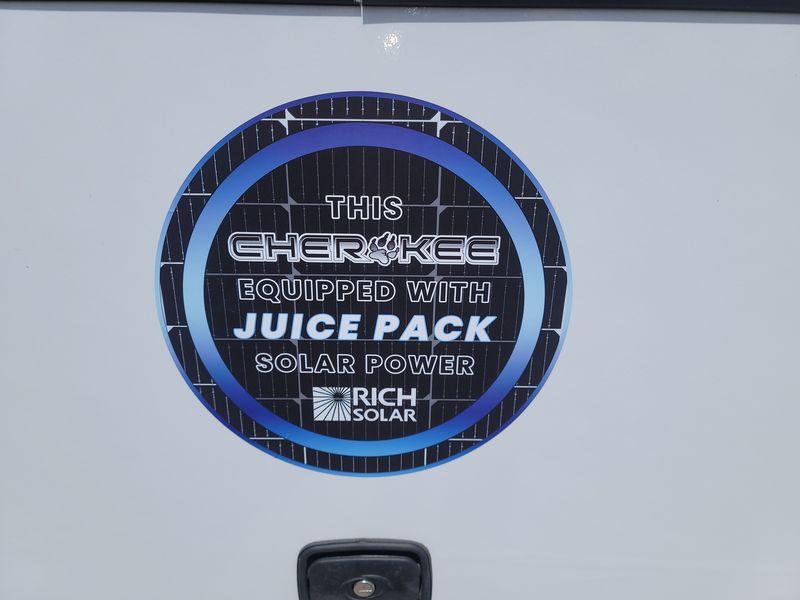 THIS
CHEROKEE
EQUIPPED WITH
JUICE PACK
SOLAR POWER
RICH
SOLAR